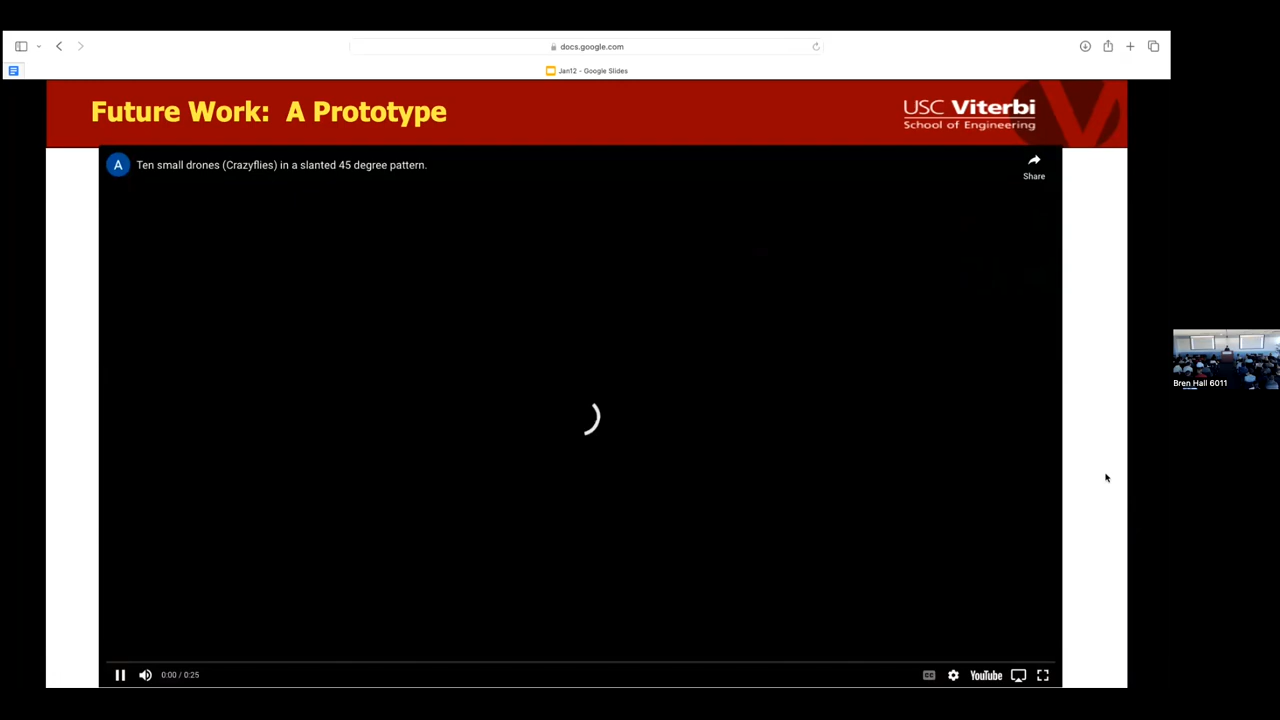 docs.google.com
Jan12 - Google Slides
Future Work: A Prototype
USC Viterbi
School of Engineering
A
Ten small drones (Crazyflies) in a slanted 45 degree pattern.
Share
Bren Hall 6011
0:00 / 0:25
CC
YouTube